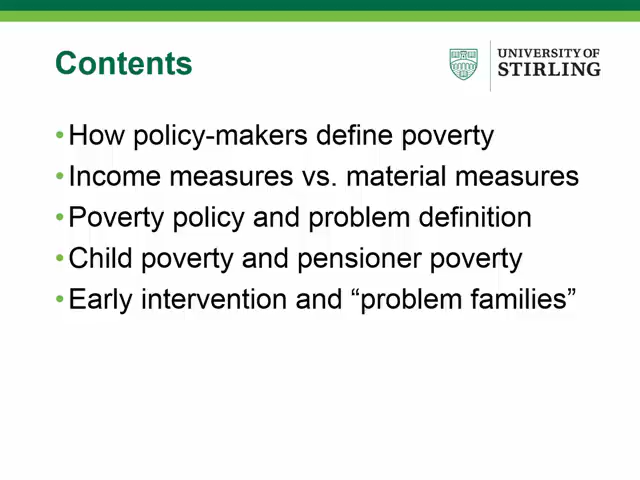 Contents
UNIVERSITY OF
STIRLING
• How policy-makers define poverty
• Income measures vs. material measures
• Poverty policy and problem definition
• Child poverty and pensioner poverty
• Early intervention and “problem families”